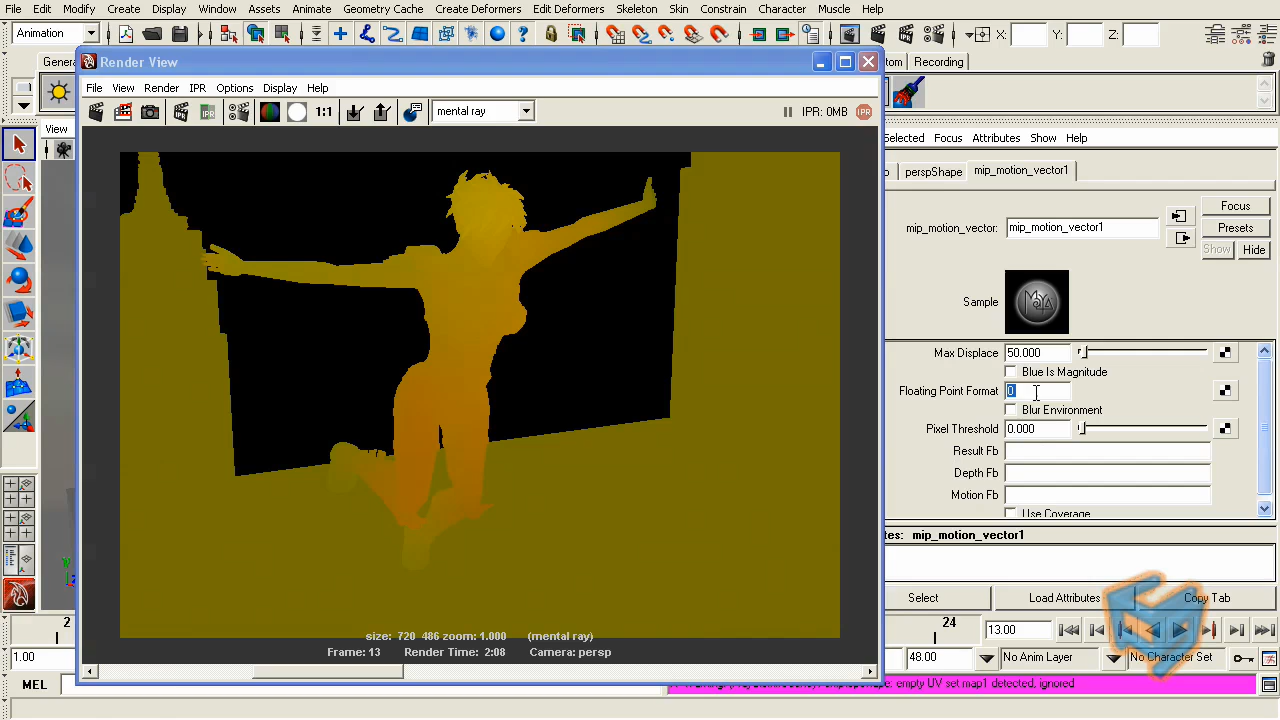 File Edit Modify Create Display Window Assets Animate Geometry Cache Create Deformers Edit Deformers Skeleton Skin Constrain Character Muscle Help
Animation X: Y: Z:
Render View
Recording
File View Render IPR Options Display Help
1:1 mental ray IPR: 0MB IPR
View
Focus Attributes Show Help
perspShape mip_motion_vector1
mip_motion_vector: mip_motion_vector1
Focus
Presets
Show Hide
Sample
Max Displace 50.000
Blue Is Magnitude
Floating Point Format 0
Blur Environment
Pixel Threshold 0.000
Result Fb
Depth Fb
Motion Fb
Use Coverage
mip_motion_vector1
Select Load Attributes Copy Tab
size: 720 486 zoom: 1.000 (mental ray)
Frame: 13 Render Time: 2:08 Camera: persp
2 24 13.00
1.00 48.00 No Anim Layer No Character Set
MEL empty UV set map1 detected, ignored